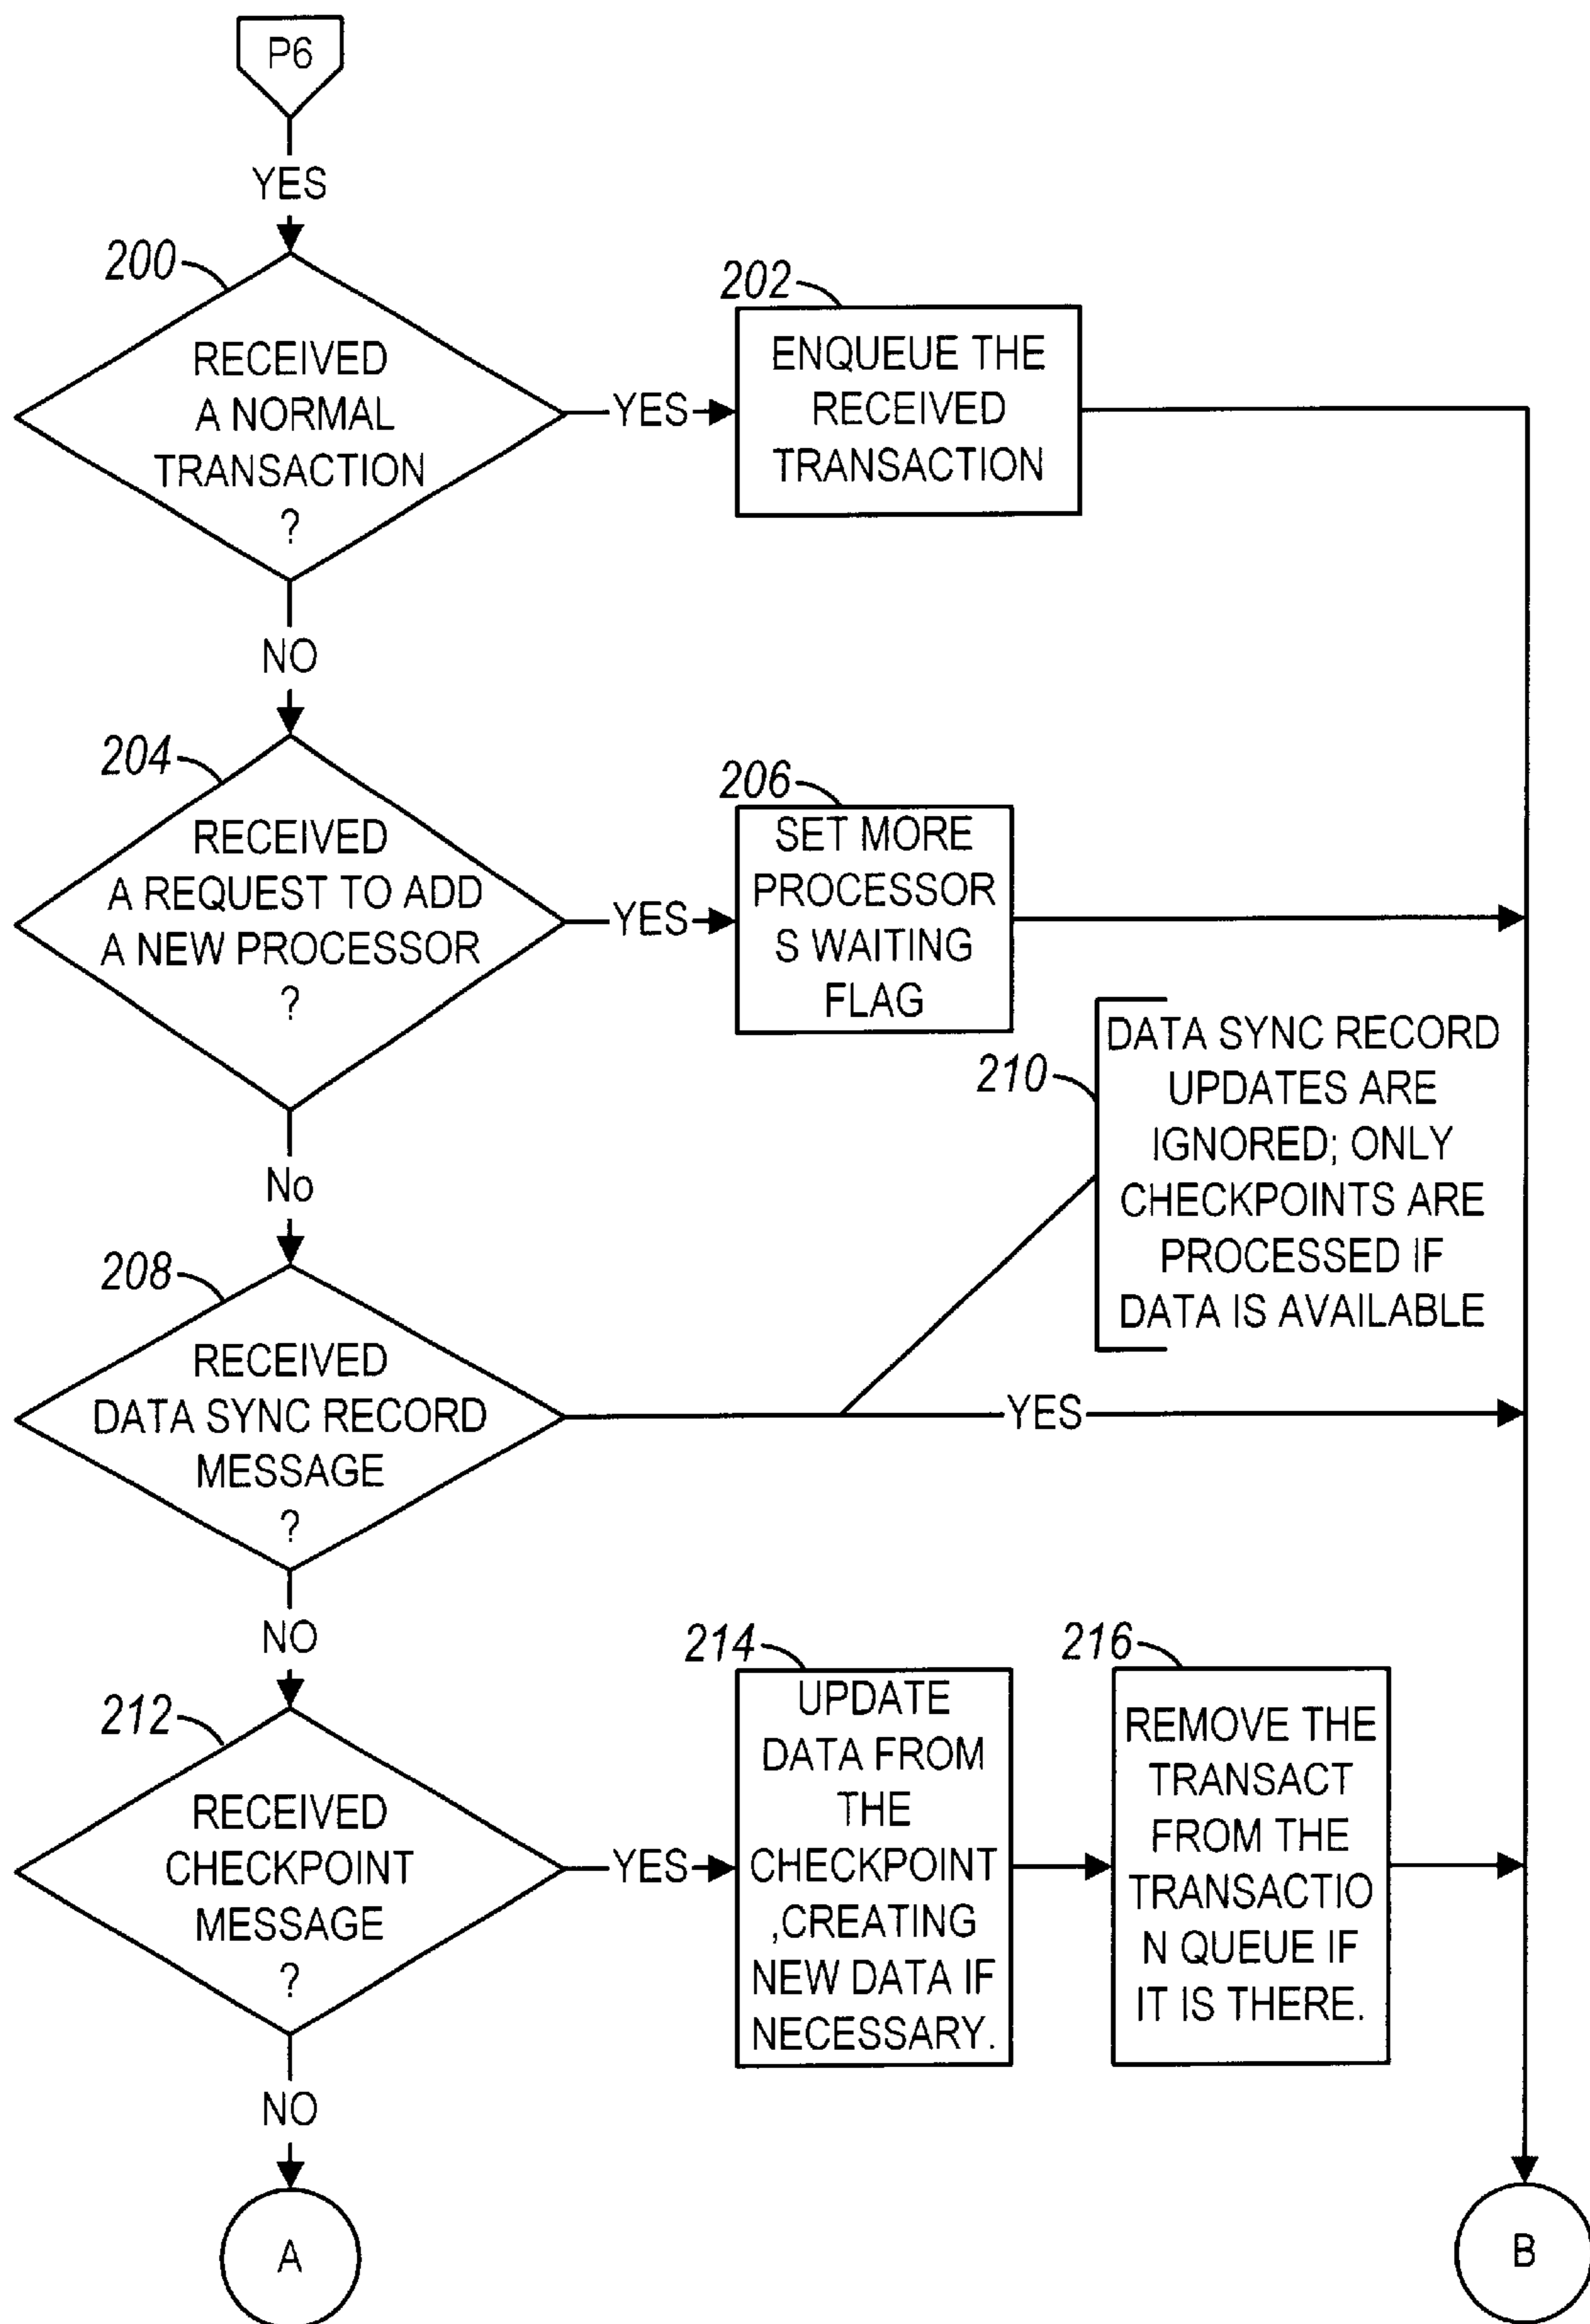 P6
YES
200
RECEIVED
A NORMAL
TRANSACTION
?
YES
202
ENQUEUE THE
RECEIVED
TRANSACTION
NO
204
RECEIVED
A REQUEST TO ADD
A NEW PROCESSOR
?
YES
206
SET MORE
PROCESSOR
S WAITING
FLAG
210
DATA SYNC RECORD
UPDATES ARE
IGNORED; ONLY
CHECKPOINTS ARE
PROCESSED IF
DATA IS AVAILABLE
No
208
RECEIVED
DATA SYNC RECORD
MESSAGE
?
YES
NO
212
RECEIVED
CHECKPOINT
MESSAGE
?
YES
214
UPDATE
DATA FROM
THE
CHECKPOINT
,CREATING
NEW DATA IF
NECESSARY.
216
REMOVE THE
TRANSACT
FROM THE
TRANSACTIO
N QUEUE IF
IT IS THERE.
NO
A
B